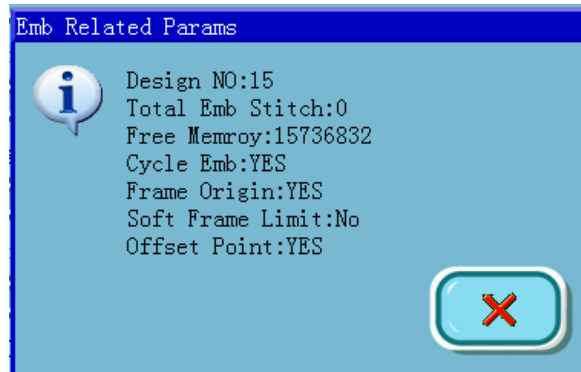 Emb Related Params
Design NO:15
Total Emb Stitch:0
Free Memroy:15736832
Cycle Emb:YES
Frame Origin:YES
Soft Frame Limit:No
Offset Point:YES